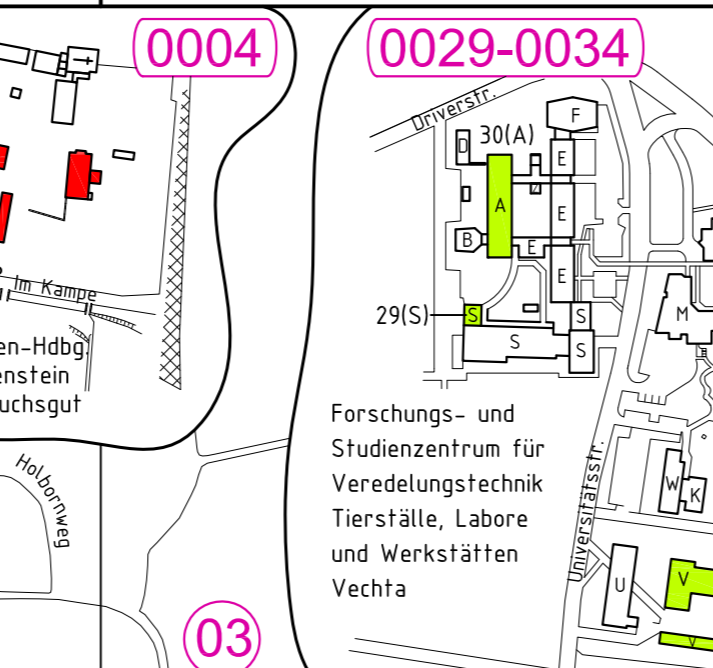 0004
0029-0034
Driverstr.
F
30(A)
D
E
A
E
B
E
E
29(S)
S
S
S
S
M
Im Kampe
en-Hdbg.
enstein
uchsgut
Forschungs- und
Studienzentrum für
Veredelungstechnik
Tierställe, Labore
und Werkstätten
Vechta
Holbornweg
Universitätsstr.
W
K
U
V
V
03